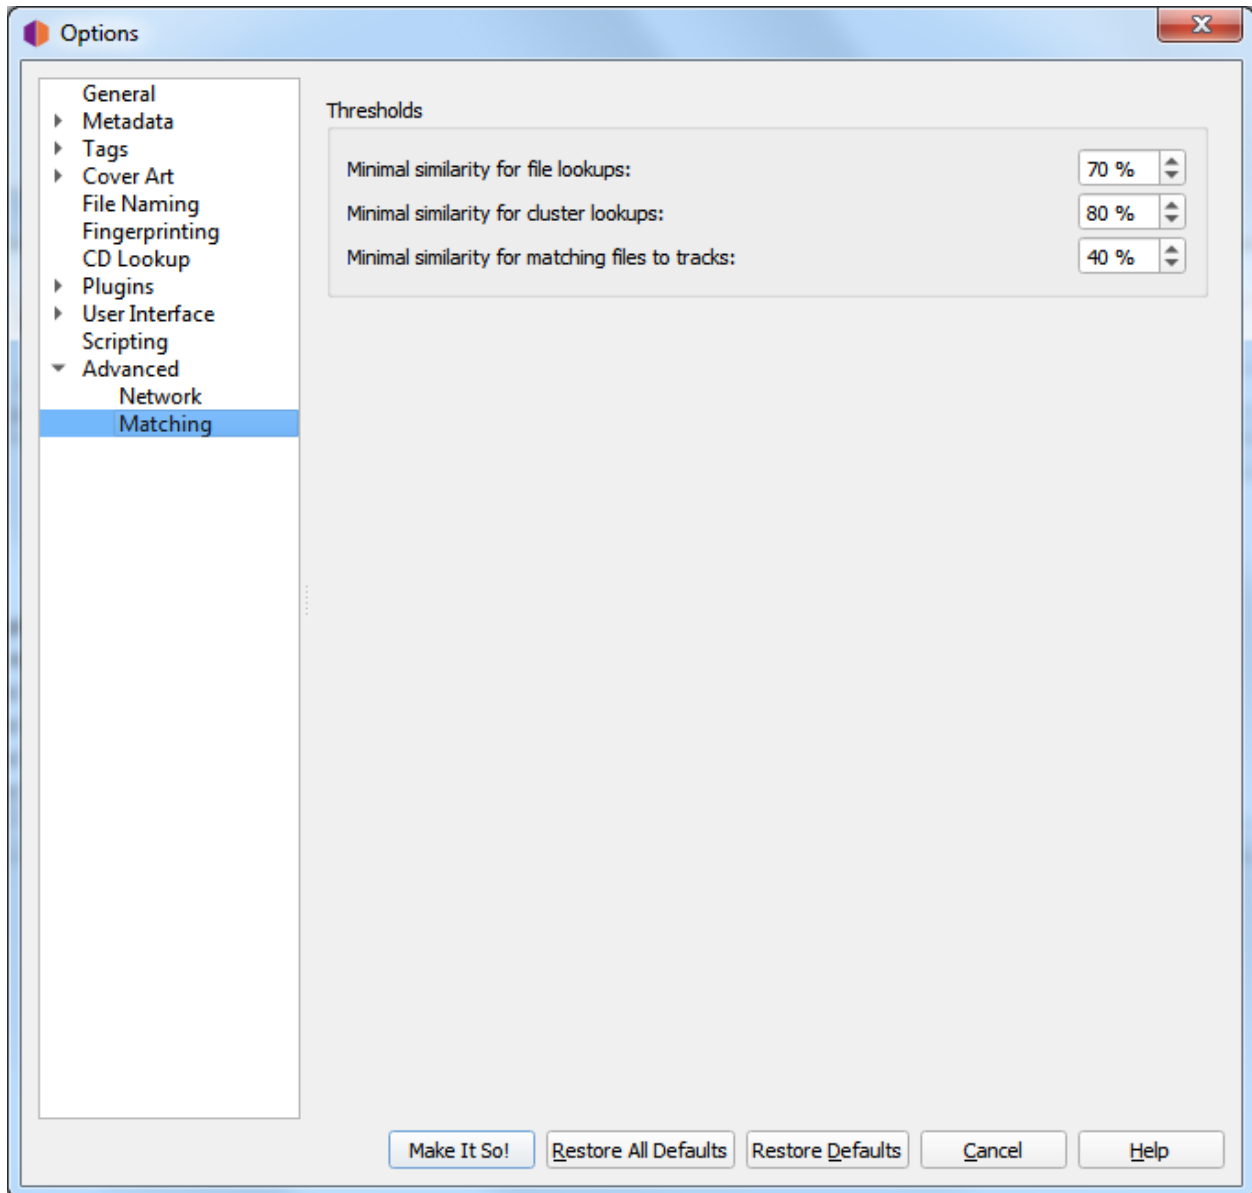 Options
General
Metadata
Tags
Cover Art
File Naming
Fingerprinting
CD Lookup
Plugins
User Interface
Scripting
Advanced
Network
Matching
Thresholds
Minimal similarity for file lookups: 70 %
Minimal similarity for cluster lookups: 80 %
Minimal similarity for matching files to tracks: 40 %
Make It So! Restore All Defaults Restore Defaults Cancel Help